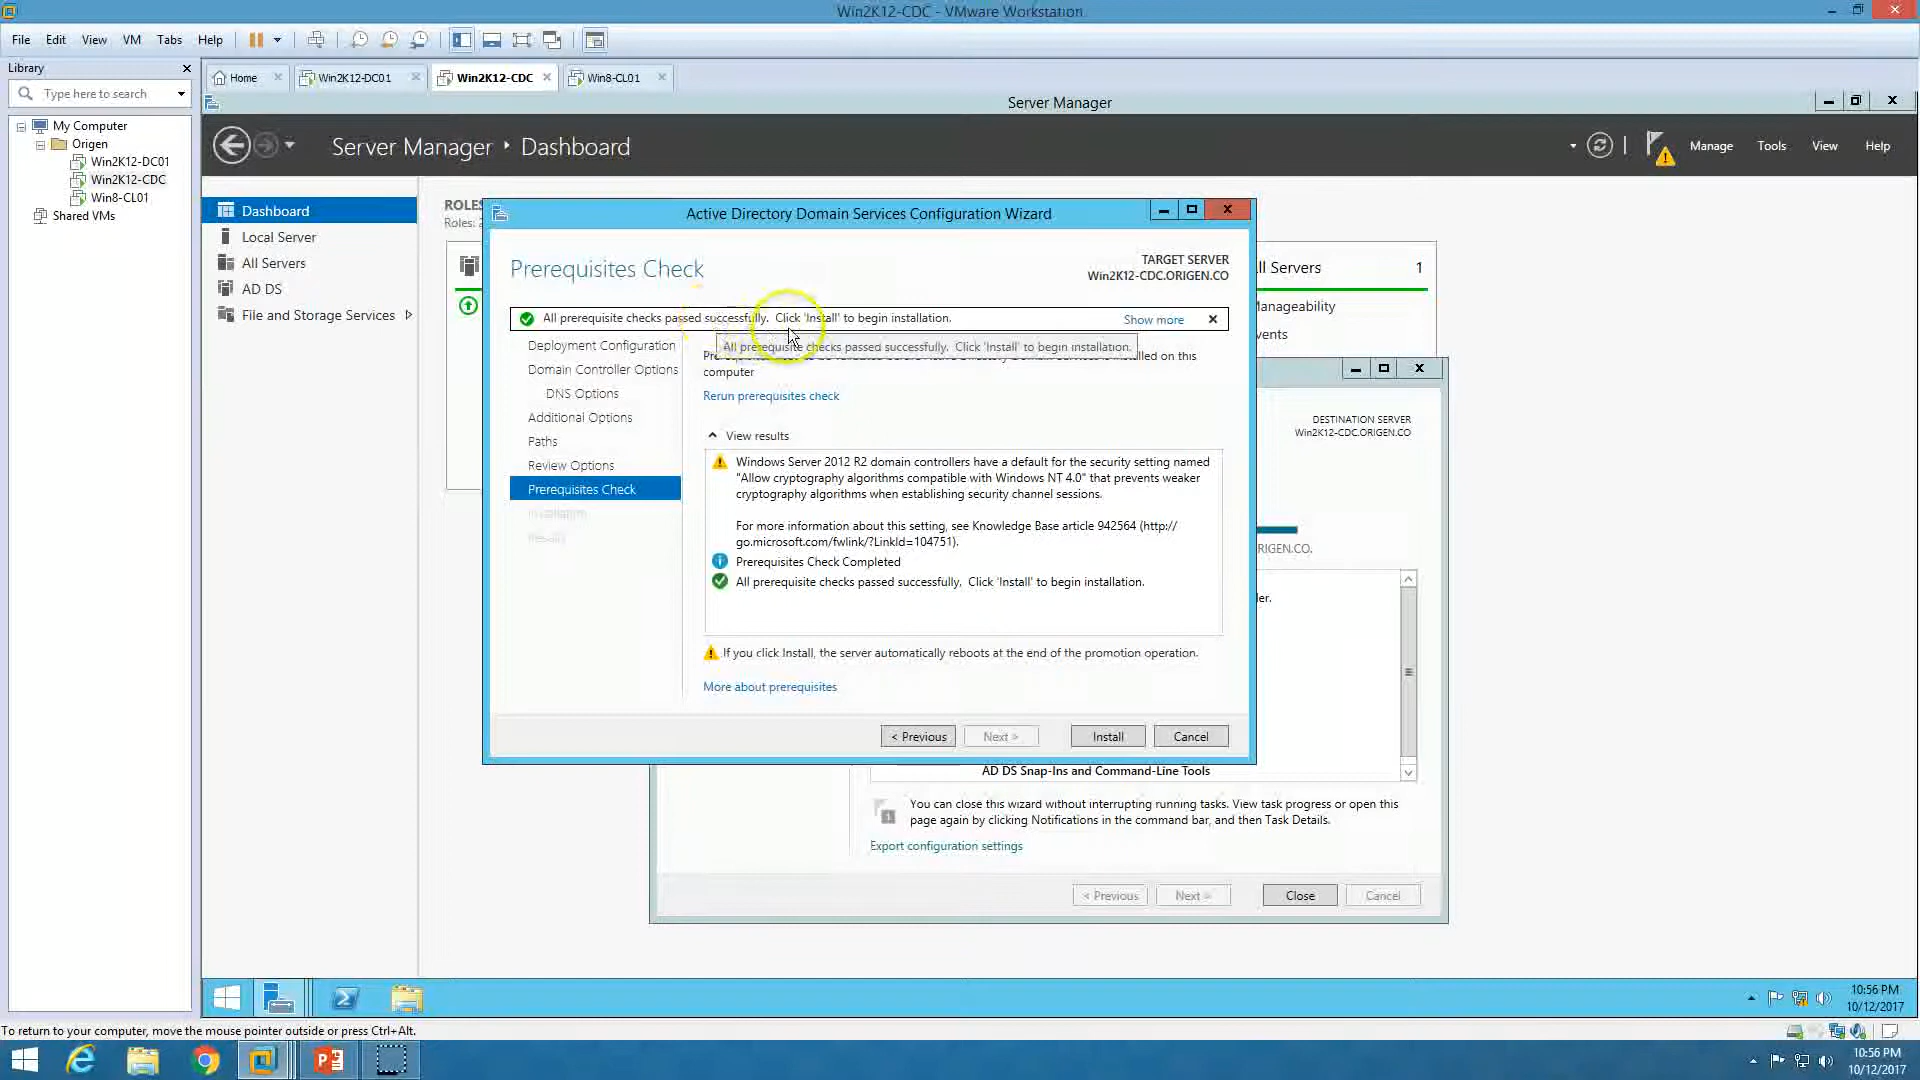 Win2K12-CDC - VMware Workstation
File Edit View VM Tabs Help
Library
Type here to search
My Computer
Origen
Win2K12-DC01
Win2K12-CDC
Win8-CL01
Shared VMs
Home
Win2K12-DC01
Win2K12-CDC
Win8-CL01
Server Manager
Server Manager • Dashboard
Manage Tools View Help
Dashboard
Local Server
All Servers
AD DS
File and Storage Services
ROLES
Roles:
ll Servers 1
anageability
vents
Active Directory Domain Services Configuration Wizard
Prerequisites Check
TARGET SERVER
Win2K12-CDC.ORIGEN.CO
All prerequisite checks passed successfully. Click 'Install' to begin installation.
Show more
All prerequisite checks passed successfully. Click 'Install' to begin installation.
Deployment Configuration
Domain Controller Options
DNS Options
Additional Options
Paths
Review Options
Prerequisites Check
Installation
Results
installed on this
computer
Rerun prerequisites check
View results
Windows Server 2012 R2 domain controllers have a default for the security setting named
"Allow cryptography algorithms compatible with Windows NT 4.0" that prevents weaker
cryptography algorithms when establishing security channel sessions.
For more information about this setting, see Knowledge Base article 942564 (http://
go.microsoft.com/fwlink/?LinkId=104751).
Prerequisites Check Completed
All prerequisite checks passed successfully. Click 'Install' to begin installation.
If you click Install, the server automatically reboots at the end of the promotion operation.
More about prerequisites
< Previous
Next >
Install
Cancel
DESTINATION SERVER
Win2K12-CDC.ORIGEN.CO
RIGEN.CO.
ler.
AD DS Snap-Ins and Command-Line Tools
1
You can close this wizard without interrupting running tasks. View task progress or open this
page again by clicking Notifications in the command bar, and then Task Details.
Export configuration settings
< Previous
Next >
Close
Cancel
10:56 PM
10/12/2017
To return to your computer, move the mouse pointer outside or press Ctrl+Alt.
10:56 PM
10/12/2017